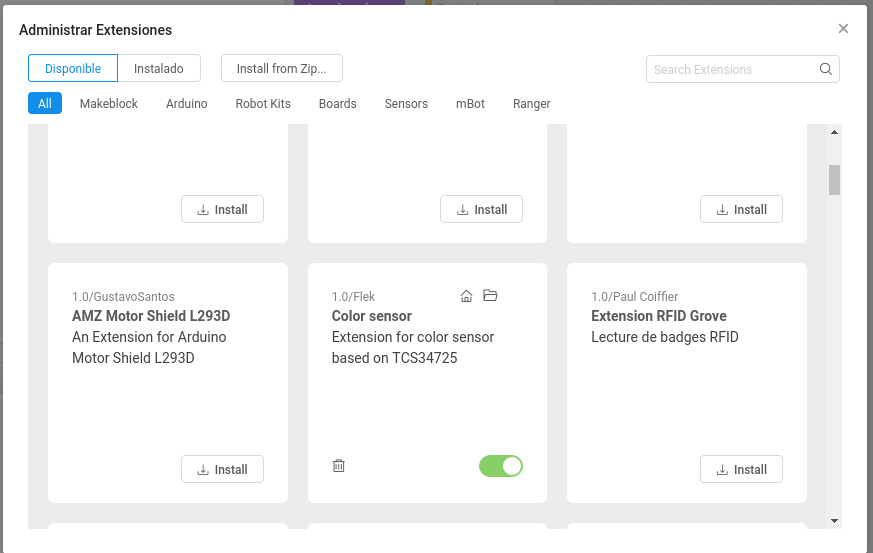 Administrar Extensiones
Disponible
Instalado
Install from Zip...
Search Extensions
All
Makeblock
Arduino
Robot Kits
Boards
Sensors
mBot
Ranger
Install
Install
Install
1.0/GustavoSantos
AMZ Motor Shield L293D
An Extension for Arduino
Motor Shield L293D
Install
1.0/Flek
Color sensor
Extension for color sensor
based on TCS34725
1.0/Paul Coiffier
Extension RFID Grove
Lecture de badges RFID
Install